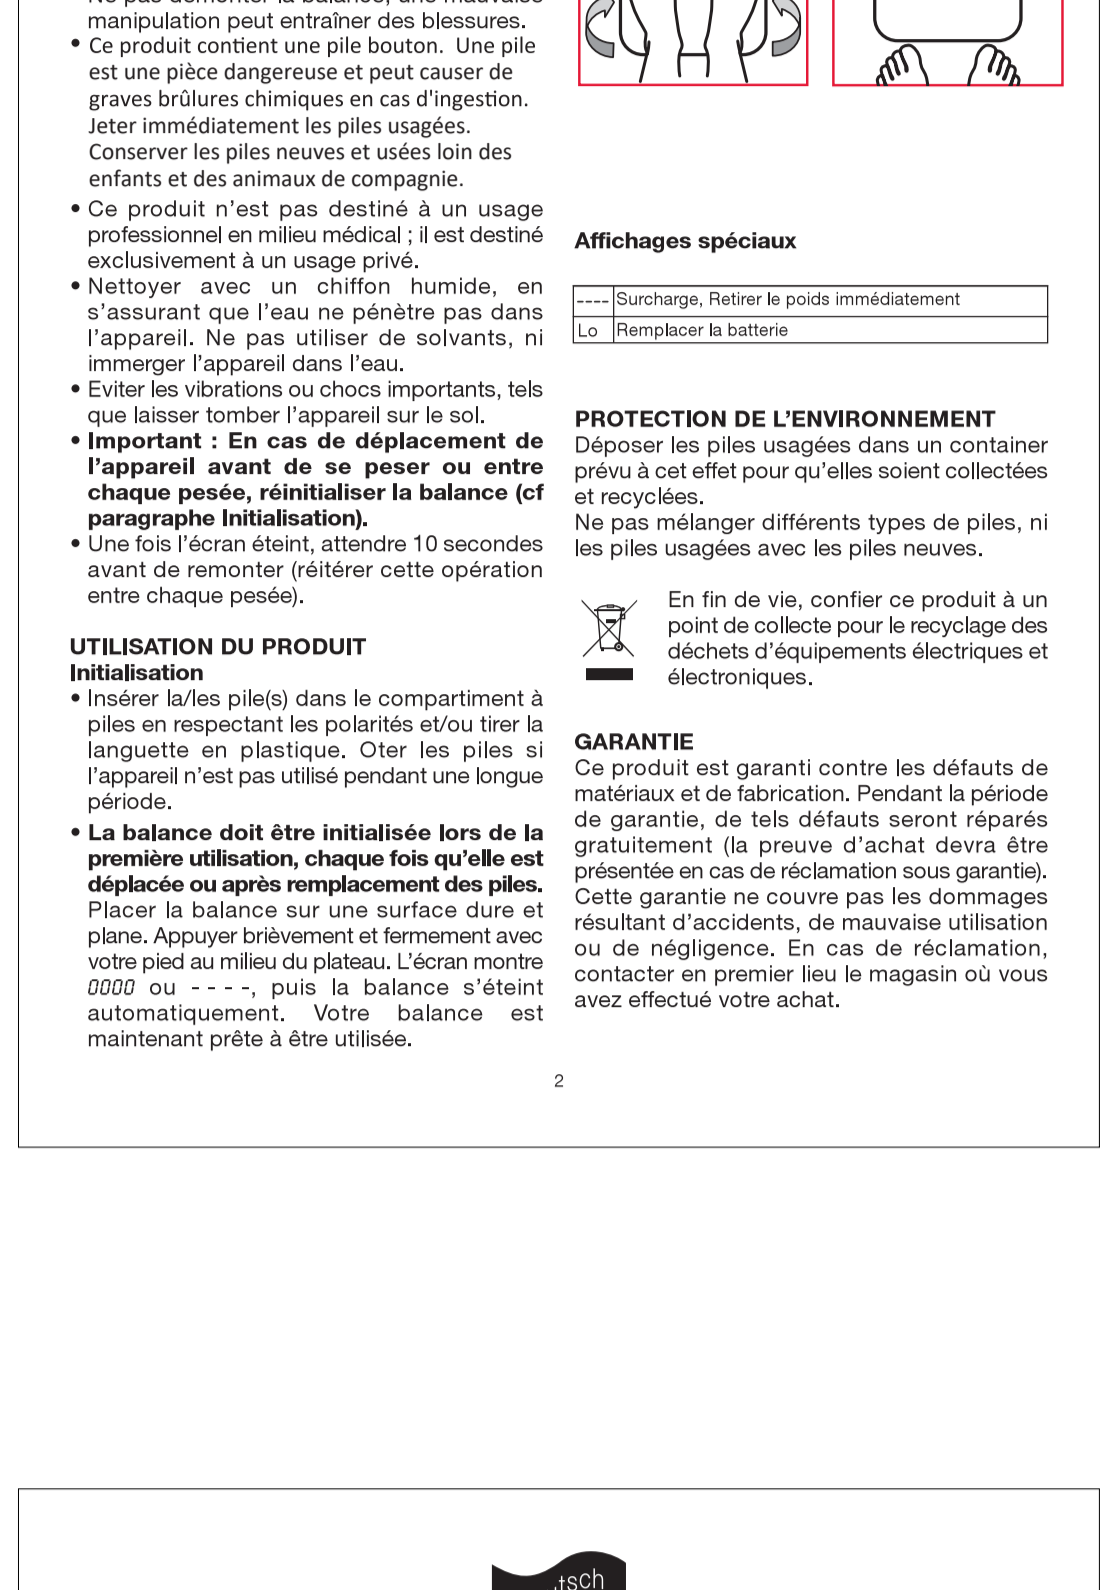 Ne pas démonter la balance, une mauvaise
manipulation peut entraîner des blessures.
• Ce produit contient une pile bouton. Une pile
est une pièce dangereuse et peut causer de
graves brûlures chimiques en cas d'ingestion.
Jeter immédiatement les piles usagées.
Conserver les piles neuves et usées loin des
enfants et des animaux de compagnie.
• Ce produit n’est pas destiné à un usage
professionnel en milieu médical ; il est destiné
exclusivement à un usage privé.
• Nettoyer avec un chiffon humide, en
s’assurant que l’eau ne pénètre pas dans
l’appareil. Ne pas utiliser de solvants, ni
immerger l’appareil dans l’eau.
• Eviter les vibrations ou chocs importants, tels
que laisser tomber l’appareil sur le sol.
• Important : En cas de déplacement de
l’appareil avant de se peser ou entre
chaque pesée, réinitialiser la balance (cf
paragraphe Initialisation).
• Une fois l’écran éteint, attendre 10 secondes
avant de remonter (réitérer cette opération
entre chaque pesée).
UTILISATION DU PRODUIT
Initialisation
• Insérer la/les pile(s) dans le compartiment à
piles en respectant les polarités et/ou tirer la
languette en plastique. Oter les piles si
l’appareil n’est pas utilisé pendant une longue
période.
• La balance doit être initialisée lors de la
première utilisation, chaque fois qu’elle est
déplacée ou après remplacement des piles.
Placer la balance sur une surface dure et
plane. Appuyer brièvement et fermement avec
votre pied au milieu du plateau. L’écran montre
0000 ou - - - -, puis la balance s’éteint
automatiquement. Votre balance est
maintenant prête à être utilisée.
Affichages spéciaux
---- Surcharge, Retirer le poids immédiatement
Lo Remplacer la batterie
PROTECTION DE L’ENVIRONNEMENT
Déposer les piles usagées dans un container
prévu à cet effet pour qu’elles soient collectées
et recyclées.
Ne pas mélanger différents types de piles, ni
les piles usagées avec les piles neuves.
En fin de vie, confier ce produit à un
point de collecte pour le recyclage des
déchets d’équipements électriques et
électroniques.
GARANTIE
Ce produit est garanti contre les défauts de
matériaux et de fabrication. Pendant la période
de garantie, de tels défauts seront réparés
gratuitement (la preuve d’achat devra être
présentée en cas de réclamation sous garantie).
Cette garantie ne couvre pas les dommages
résultant d’accidents, de mauvaise utilisation
ou de négligence. En cas de réclamation,
contacter en premier lieu le magasin où vous
avez effectué votre achat.
2